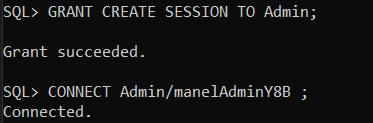 SQL> GRANT CREATE SESSION TO Admin;
Grant succeeded.
SQL> CONNECT Admin/manelAdminY8B ;
Connected.